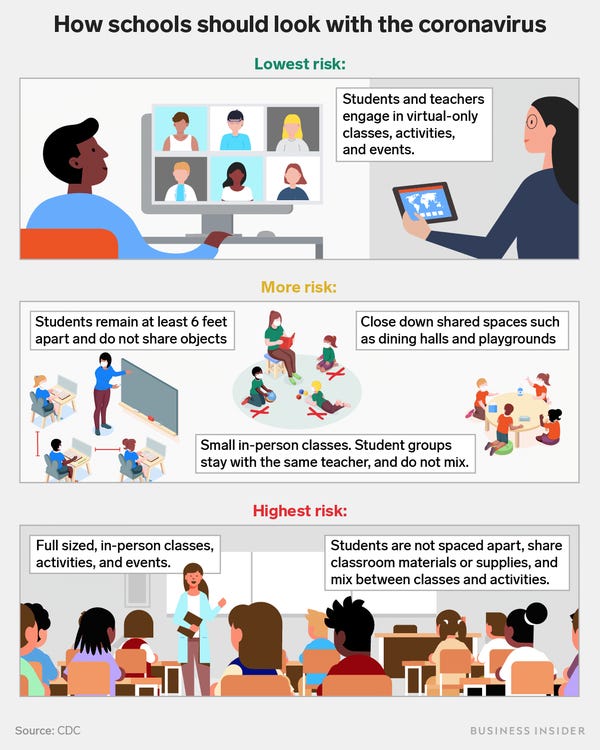 How schools should look with the coronavirus
Lowest risk:
Students and teachers
engage in virtual-only
classes, activities,
and events.
More risk:
Students remain at least 6 feet
apart and do not share objects
Close down shared spaces such
as dining halls and playgrounds
Small in-person classes. Student groups
stay with the same teacher, and do not mix.
Highest risk:
Full sized, in-person classes,
activities, and events.
Students are not spaced apart, share
classroom materials or supplies, and
mix between classes and activities.
Source: CDC
BUSINESS INSIDER